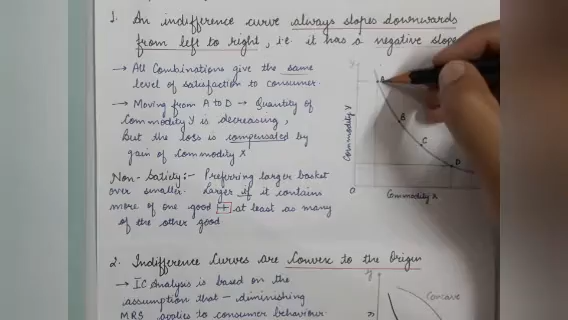 1. An indifference curve always slopes downwards
from left to right, i.e. it has a negative slope
→ All Combinations give the same
level of satisfaction to consumer.
→ Moving from A to D → Quantity of
Commodity Y is decreasing,
But the loss is compensated by
gain of commodity X
Non-Satiety:- Preferring larger basket
over smaller. Larger if it contains
more of one good + at least as many
of the other good
Y
Commodity Y
B
C
D
O
Commodity X
2. Indifference Curves are Convex to the Origin
→ IC Analysis is based on the
assumption that - diminishing
MRS applies to consumer behaviour
Y
Concave